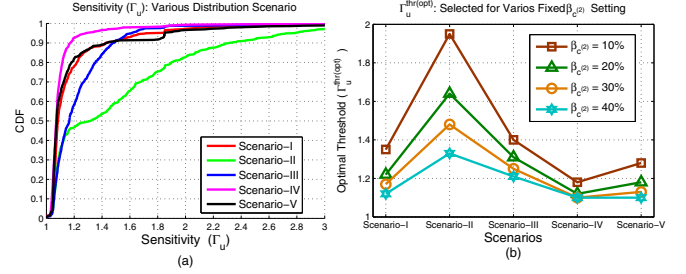 Sensitivity (Γu): Various Distribution Scenario
CDF
1
0.9
0.8
0.7
0.6
0.5
0.4
0.3
0.2
0.1
0
1 1.2 1.4 1.6 1.8 2 2.2 2.4 2.6 2.8 3
Scenario-I
Scenario-II
Scenario-III
Scenario-IV
Scenario-V
Sensitivity (Γu)
(a)
Γu^thr(opt): Selected for Varios Fixed βc(2) Setting
Optimal Threshold (Γu^thr(opt))
2
1.8
1.6
1.4
1.2
1
βc(2) = 10%
βc(2) = 20%
βc(2) = 30%
βc(2) = 40%
Scenario-I Scenario-II Scenario-III Scenario-IV Scenario-V
Scenarios
(b)